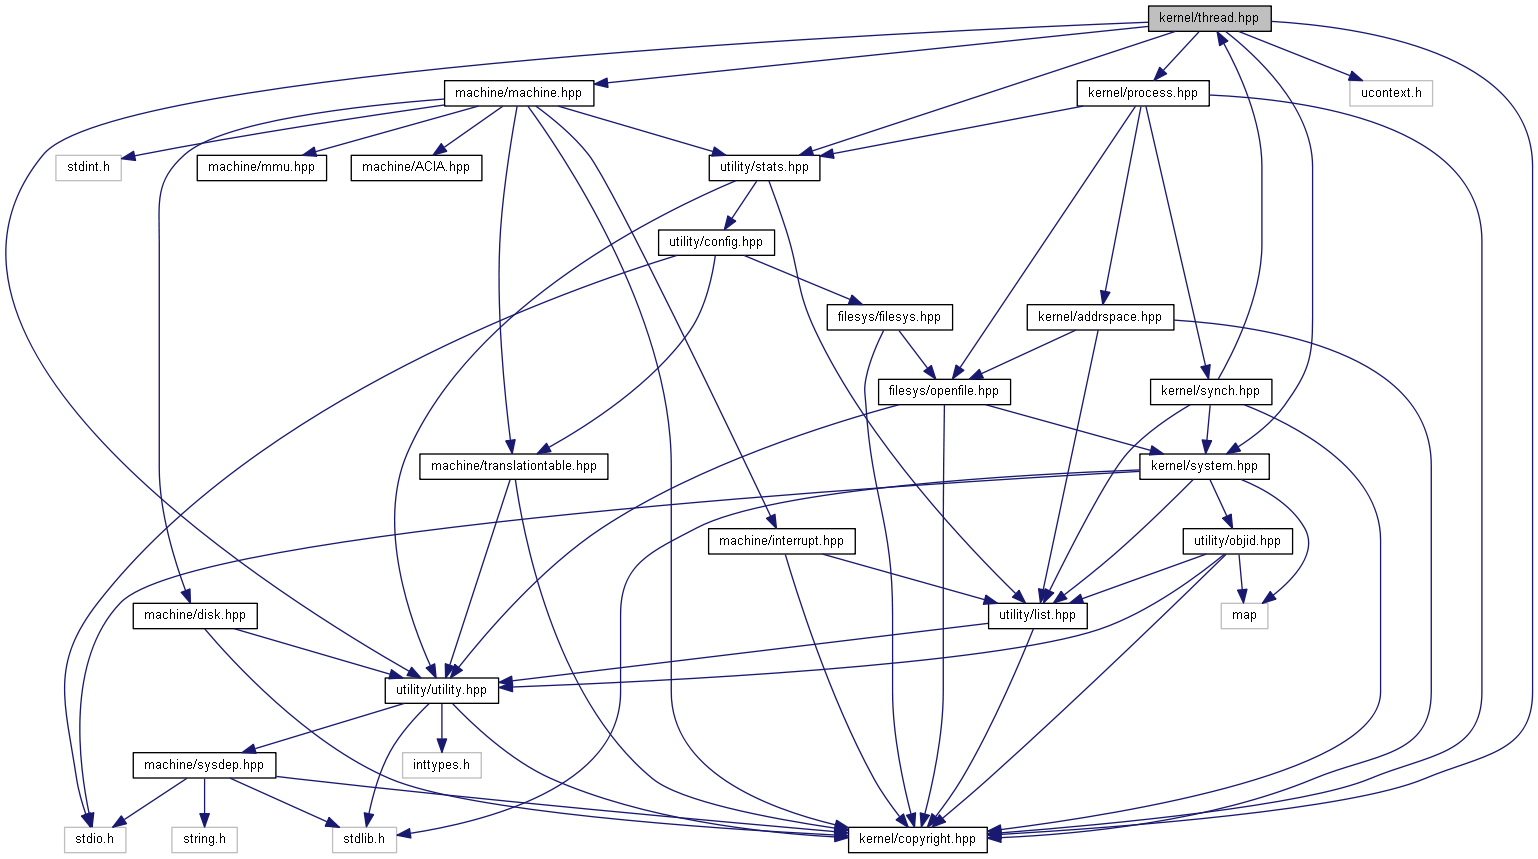 kernel/thread.hpp
machine/machine.hpp
kernel/process.hpp
ucontext.h
stdint.h
machine/mmu.hpp
machine/ACIA.hpp
utility/stats.hpp
utility/config.hpp
filesys/filesys.hpp
kernel/addrspace.hpp
filesys/openfile.hpp
kernel/synch.hpp
machine/translationtable.hpp
kernel/system.hpp
machine/interrupt.hpp
utility/objid.hpp
machine/disk.hpp
utility/list.hpp
map
utility/utility.hpp
machine/sysdep.hpp
inttypes.h
stdio.h
string.h
stdlib.h
kernel/copyright.hpp